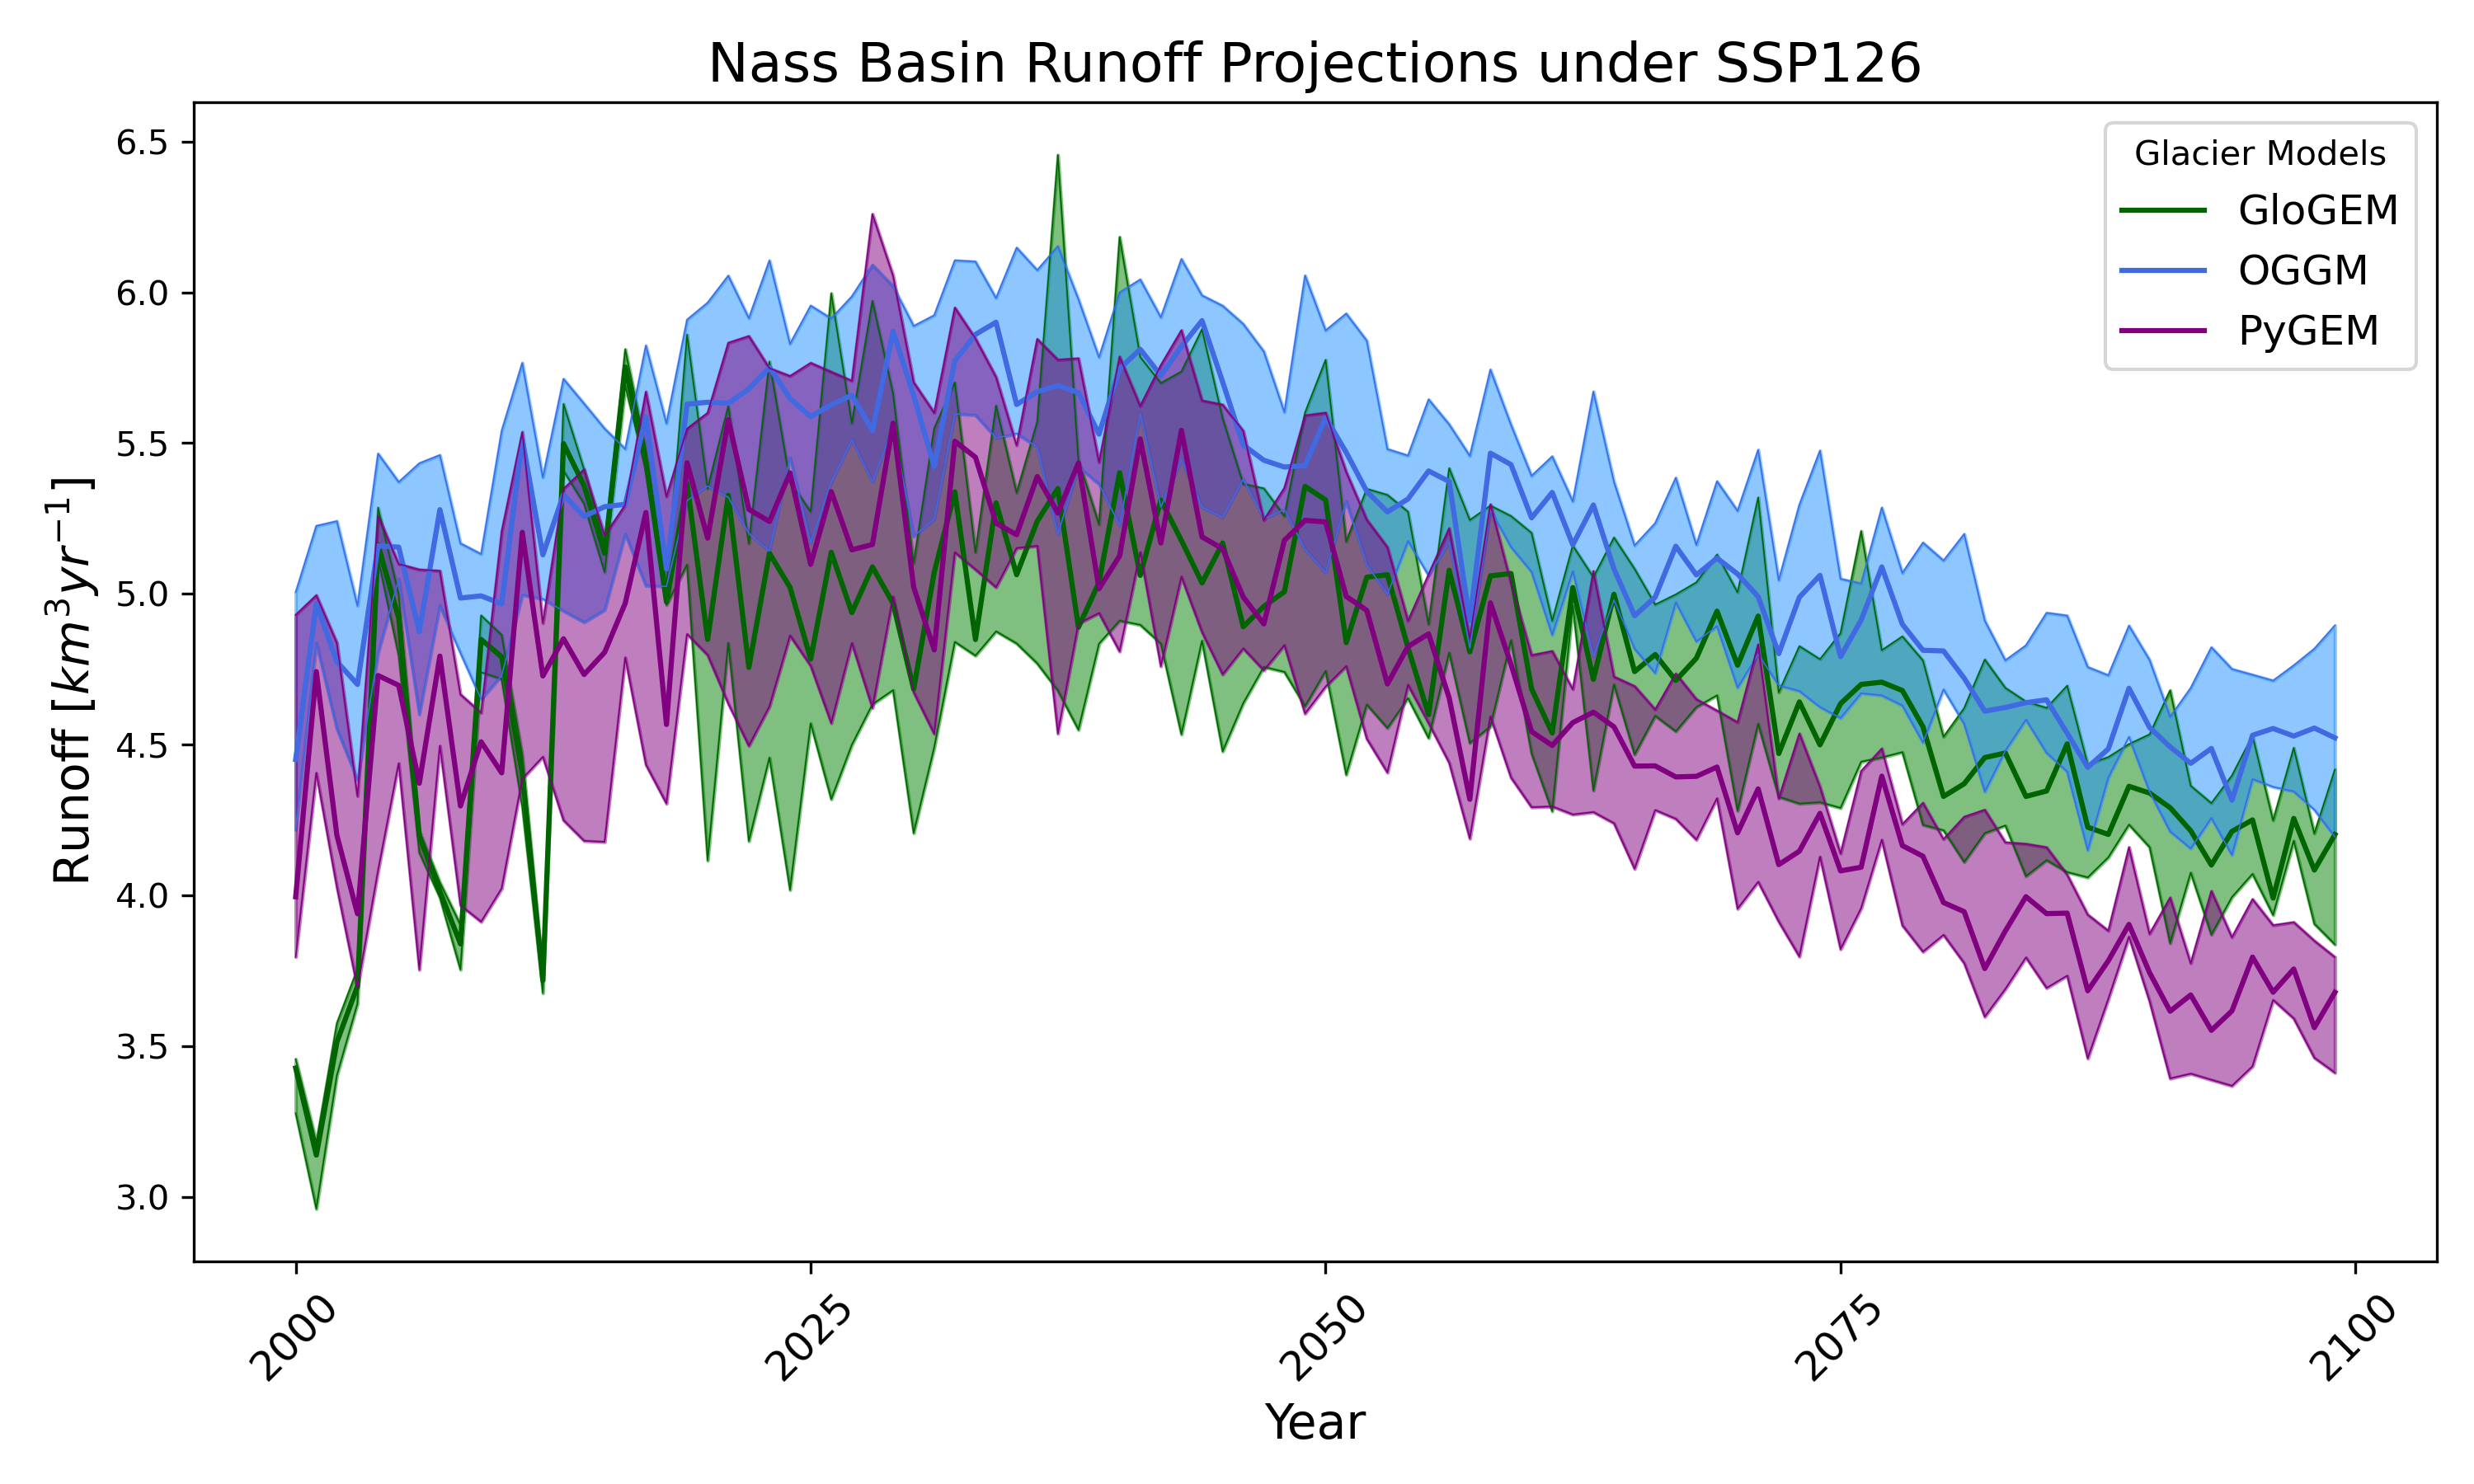 Nass Basin Runoff Projections under SSP126
Glacier Models
GloGEM
OGGM
PyGEM
Runoff [km³yr⁻¹]
6.5
6.0
5.5
5.0
4.5
4.0
3.5
3.0
2000
2025
2050
2075
2100
Year